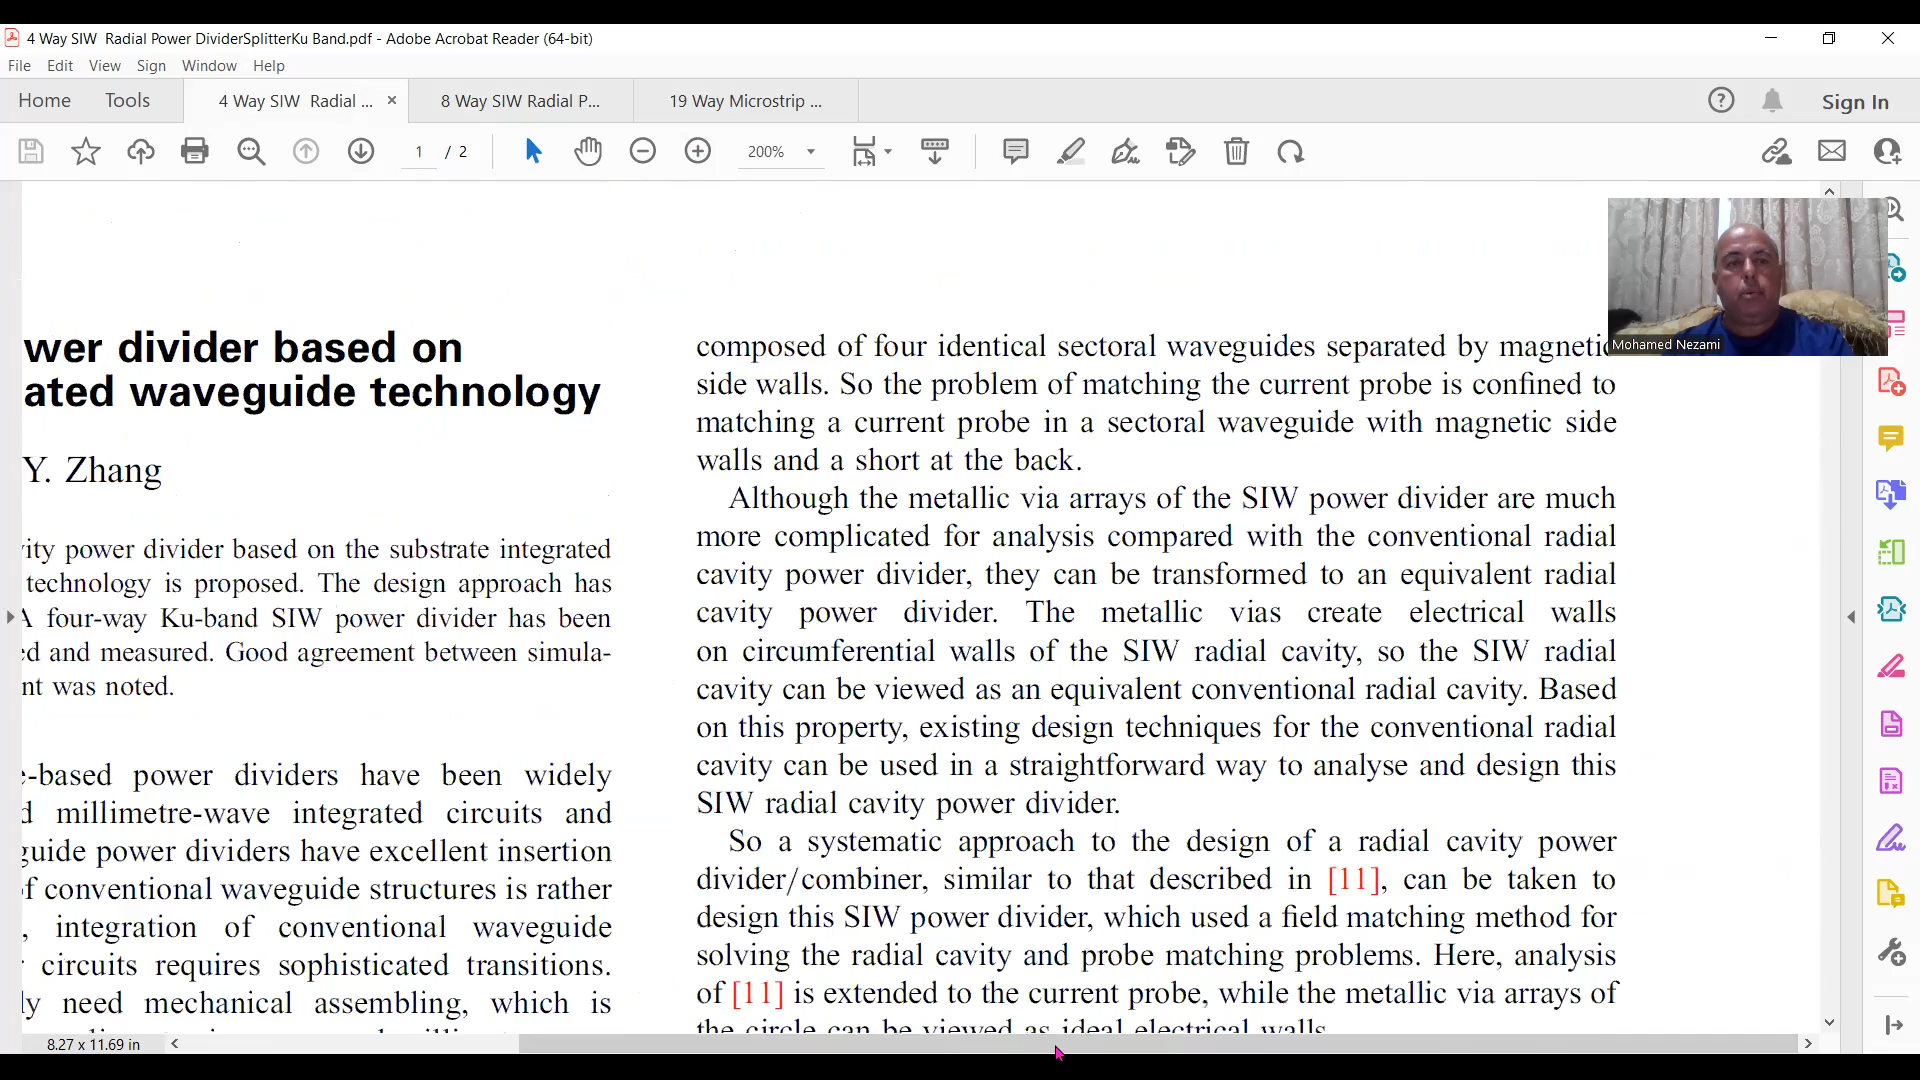 4 Way SIW  Radial Power DividerSplitterKu Band.pdf - Adobe Acrobat Reader (64-bit)
File Edit View Sign Window Help
Home Tools 4 Way SIW  Radial ... × 8 Way SIW Radial P... 19 Way Microstrip ... Sign In
1 / 2 200%
wer divider based on
ated waveguide technology
Y. Zhang
ity power divider based on the substrate integrated
technology is proposed. The design approach has
A four-way Ku-band SIW power divider has been
ed and measured. Good agreement between simula-
nt was noted.
-based power dividers have been widely
d millimetre-wave integrated circuits and
guide power dividers have excellent insertion
of conventional waveguide structures is rather
, integration of conventional waveguide
circuits requires sophisticated transitions.
ly need mechanical assembling, which is
composed of four identical sectoral waveguides separated by magnetic
side walls. So the problem of matching the current probe is confined to
matching a current probe in a sectoral waveguide with magnetic side
walls and a short at the back.
Although the metallic via arrays of the SIW power divider are much
more complicated for analysis compared with the conventional radial
cavity power divider, they can be transformed to an equivalent radial
cavity power divider. The metallic vias create electrical walls
on circumferential walls of the SIW radial cavity, so the SIW radial
cavity can be viewed as an equivalent conventional radial cavity. Based
on this property, existing design techniques for the conventional radial
cavity can be used in a straightforward way to analyse and design this
SIW radial cavity power divider.
So a systematic approach to the design of a radial cavity power
divider/combiner, similar to that described in [11], can be taken to
design this SIW power divider, which used a field matching method for
solving the radial cavity and probe matching problems. Here, analysis
of [11] is extended to the current probe, while the metallic via arrays of
the circle can be viewed as ideal electrical walls
Mohamed Nezami
8.27 x 11.69 in